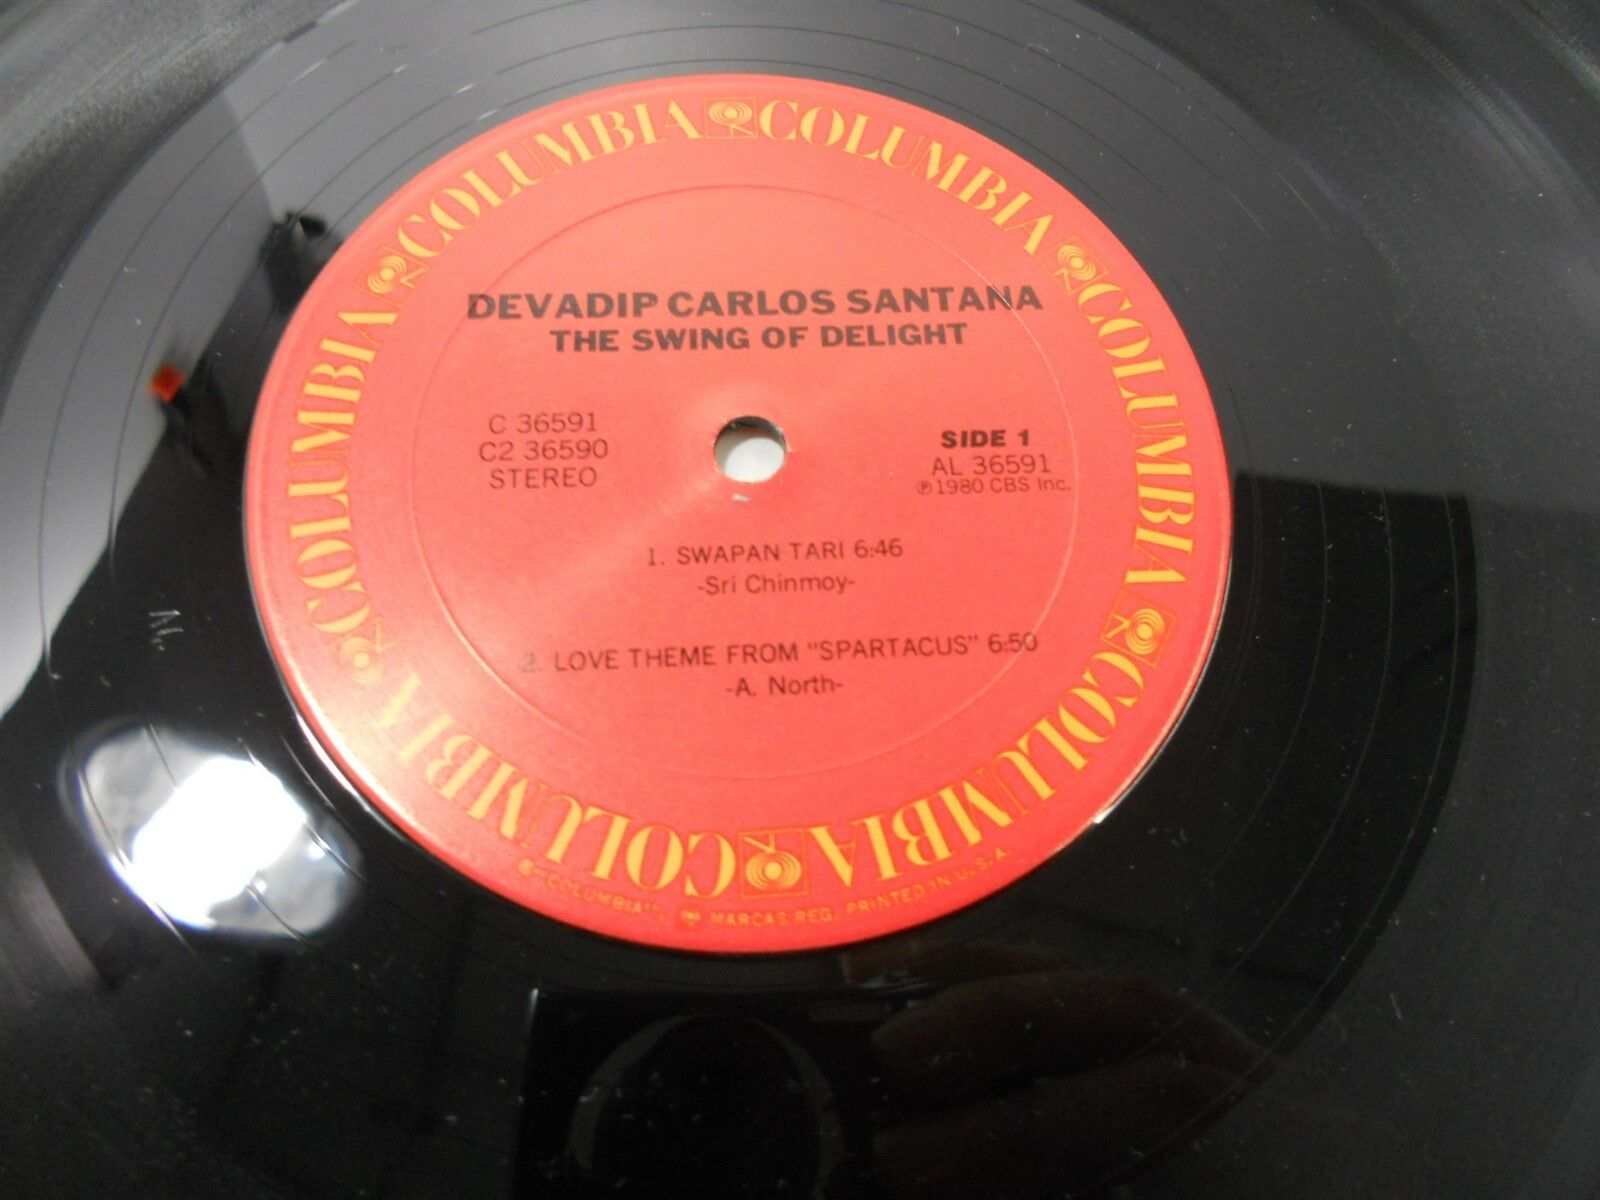 COLUMBIA COLUMBIA COLUMBIA COLUMBIA COLUMBIA COLUMBIA
DEVADIP CARLOS SANTANA
THE SWING OF DELIGHT
C 36591
C2 36590
STEREO
SIDE 1
AL 36591
℗ 1980 CBS Inc.
1. SWAPAN TARI 6:46
-Sri Chinmoy-
2. LOVE THEME FROM "SPARTACUS" 6:50
-A. North-
COLUMBIA", MARCAS REG. PRINTED IN U.S.A.